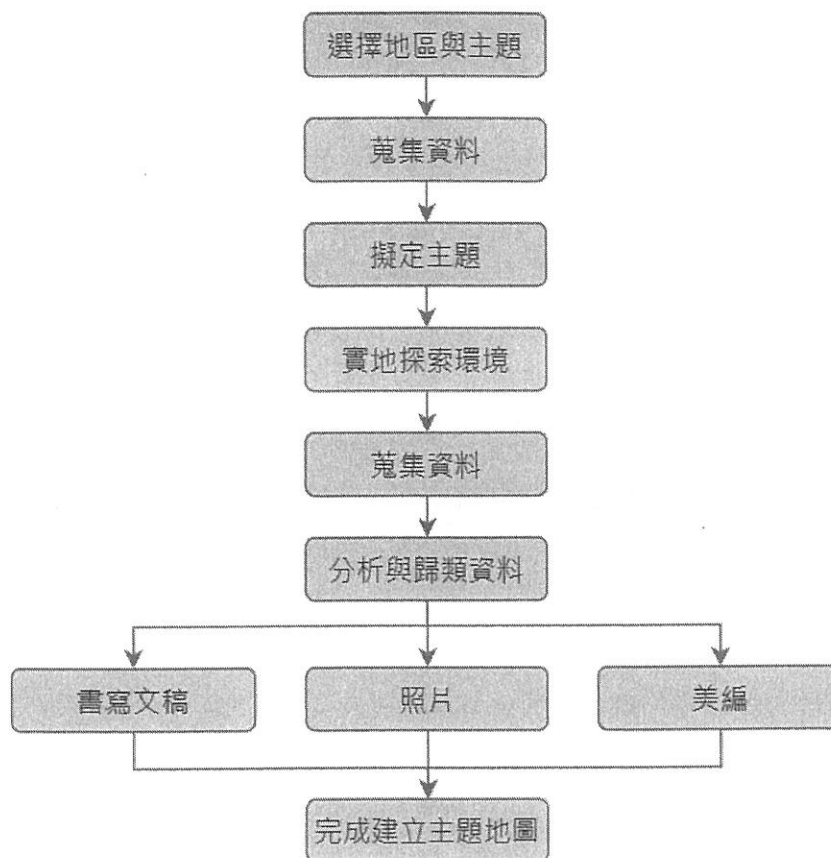 選擇地區與主題
蒐集資料
擬定主題
實地探索環境
蒐集資料
分析與歸類資料
書寫文稿
照片
美編
完成建立主題地圖